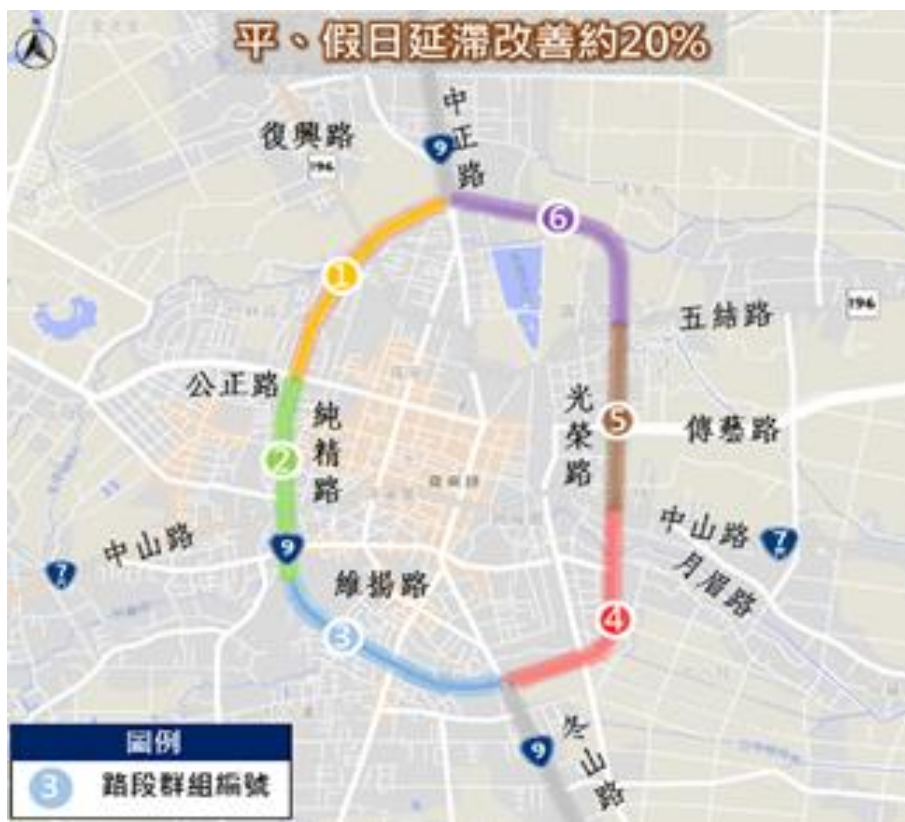 平、假日延滯改善約20%
中正路
9
復興路
196
6
1
五結路
196
公正路
純精路
光榮路
5
傳藝路
2
中山路
7
9
維揚路
中山路
7
月眉路
4
3
9
冬山路
圖例
3
路段群組編號